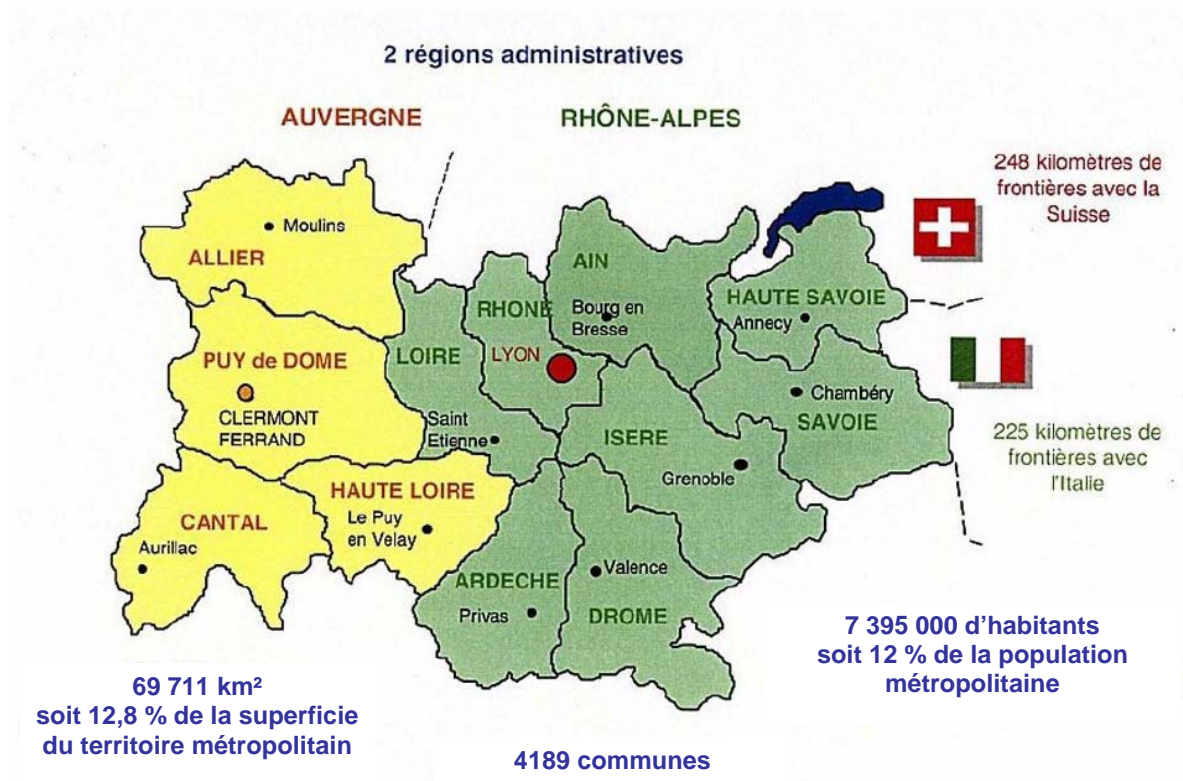 2 régions administratives
AUVERGNE
RHÔNE-ALPES
248 kilomètres de
frontières avec la
Suisse
Moulins
ALLIER
AIN
RHONE
Bourg en
Bresse
HAUTE SAVOIE
Annecy
PUY de DOME
LOIRE
LYON
CLERMONT
FERRAND
Chambéry
SAVOIE
Saint
Etienne
ISERE
225 kilomètres de
frontières avec
l'Italie
Grenoble
HAUTE LOIRE
Le Puy
en Velay
CANTAL
Aurillac
ARDECHE
Privas
Valence
DROME
7 395 000 d’habitants
soit 12 % de la population
métropolitaine
69 711 km²
soit 12,8 % de la superficie
du territoire métropolitain
4189 communes